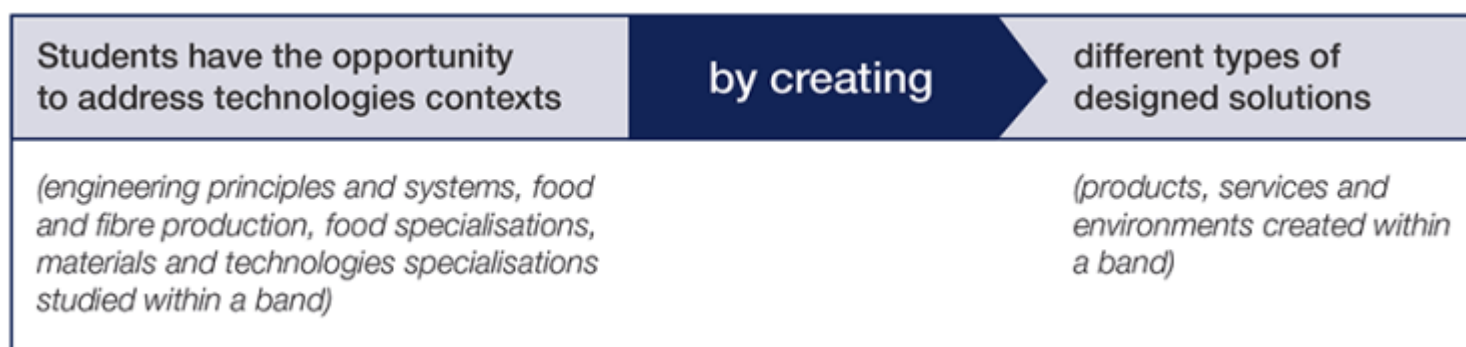 Students have the opportunity
to address technologies contexts
by creating
different types of
designed solutions
(engineering principles and systems, food
and fibre production, food specialisations,
materials and technologies specialisations
studied within a band)
(products, services and
environments created within
a band)